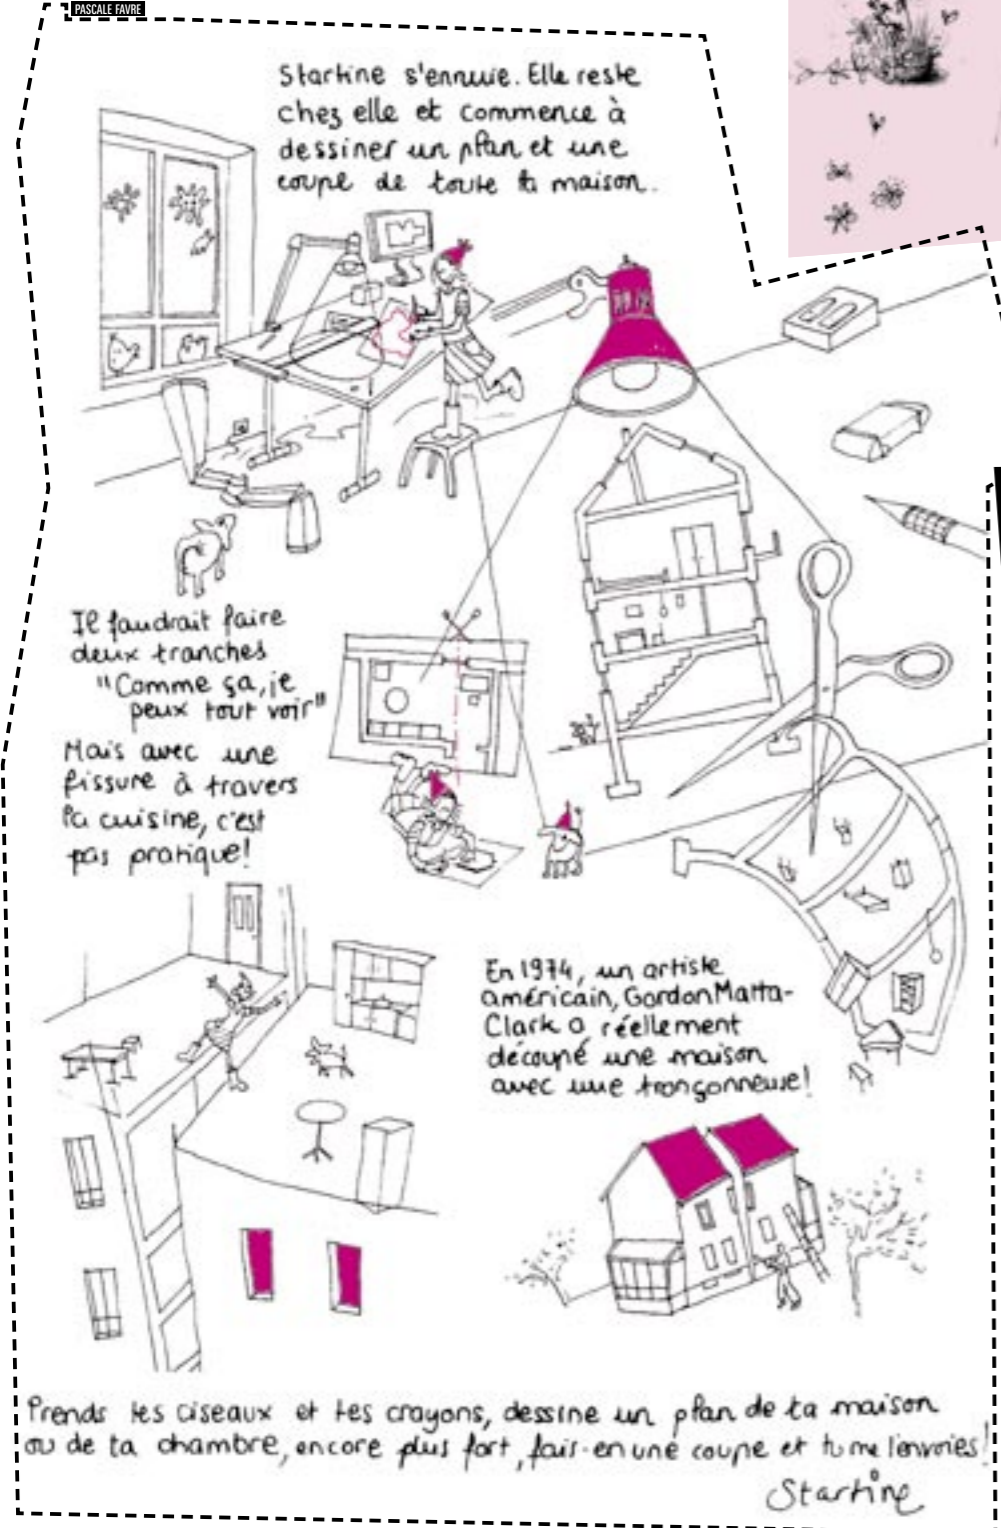 PASCALE FAVRE
Startine s'ennuie. Elle reste
chez elle et commence à
dessiner un plan et une
coupe de toute la maison.
Il faudrait faire
deux tranches
"Comme ça, je
peux tout voir"
Mais avec une
fissure à travers
la cuisine, c'est
pas pratique!
En 1974, un artiste
américain, Gordon Matta-
Clark a réellement
découpé une maison
avec une tronçonneuse!
Prends tes ciseaux et tes crayons, dessine un plan de ta maison
ou de ta chambre, encore plus fort, fais-en une coupe et tu me l'envoies!
Startine